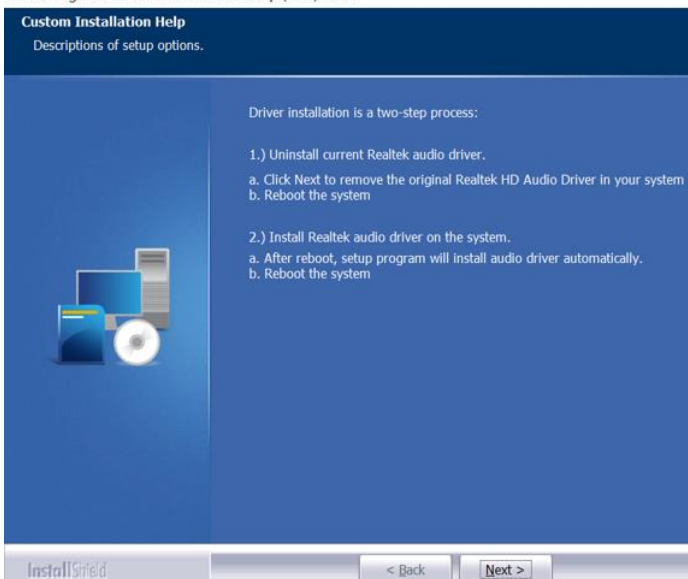 Custom Installation Help
Descriptions of setup options.
Driver installation is a two-step process:
1.) Uninstall current Realtek audio driver.
a. Click Next to remove the original Realtek HD Audio Driver in your system
b. Reboot the system
2.) Install Realtek audio driver on the system.
a. After reboot, setup program will install audio driver automatically.
b. Reboot the system
InstallShield
< Back
Next >